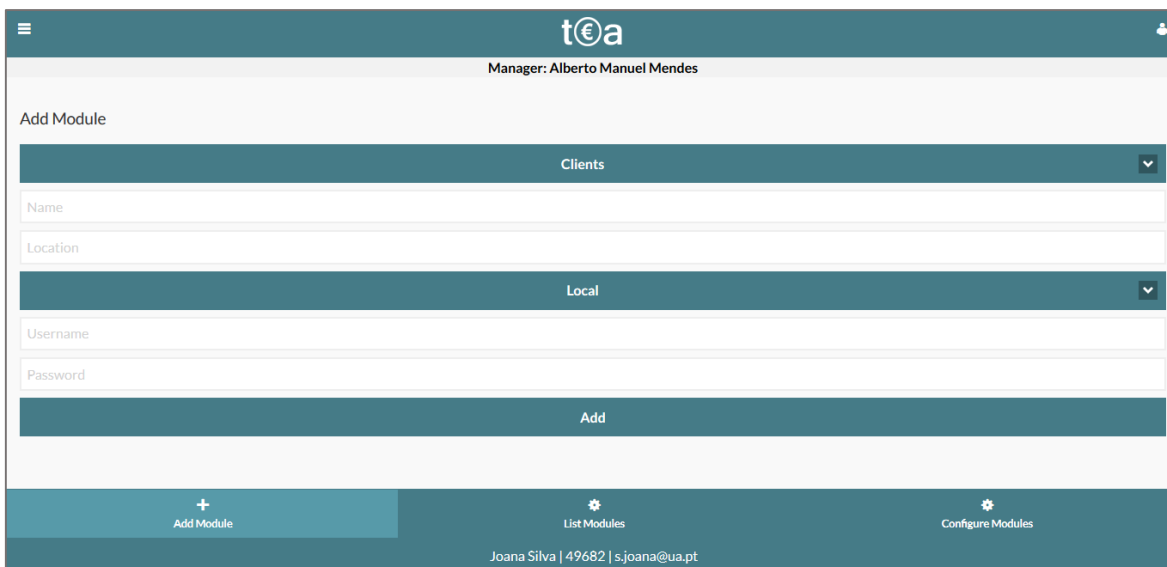 t€a
Manager: Alberto Manuel Mendes
Add Module
Clients
Name
Location
Local
Username
Password
Add
Add Module
List Modules
Configure Modules
Joana Silva | 49682 | s.joana@ua.pt